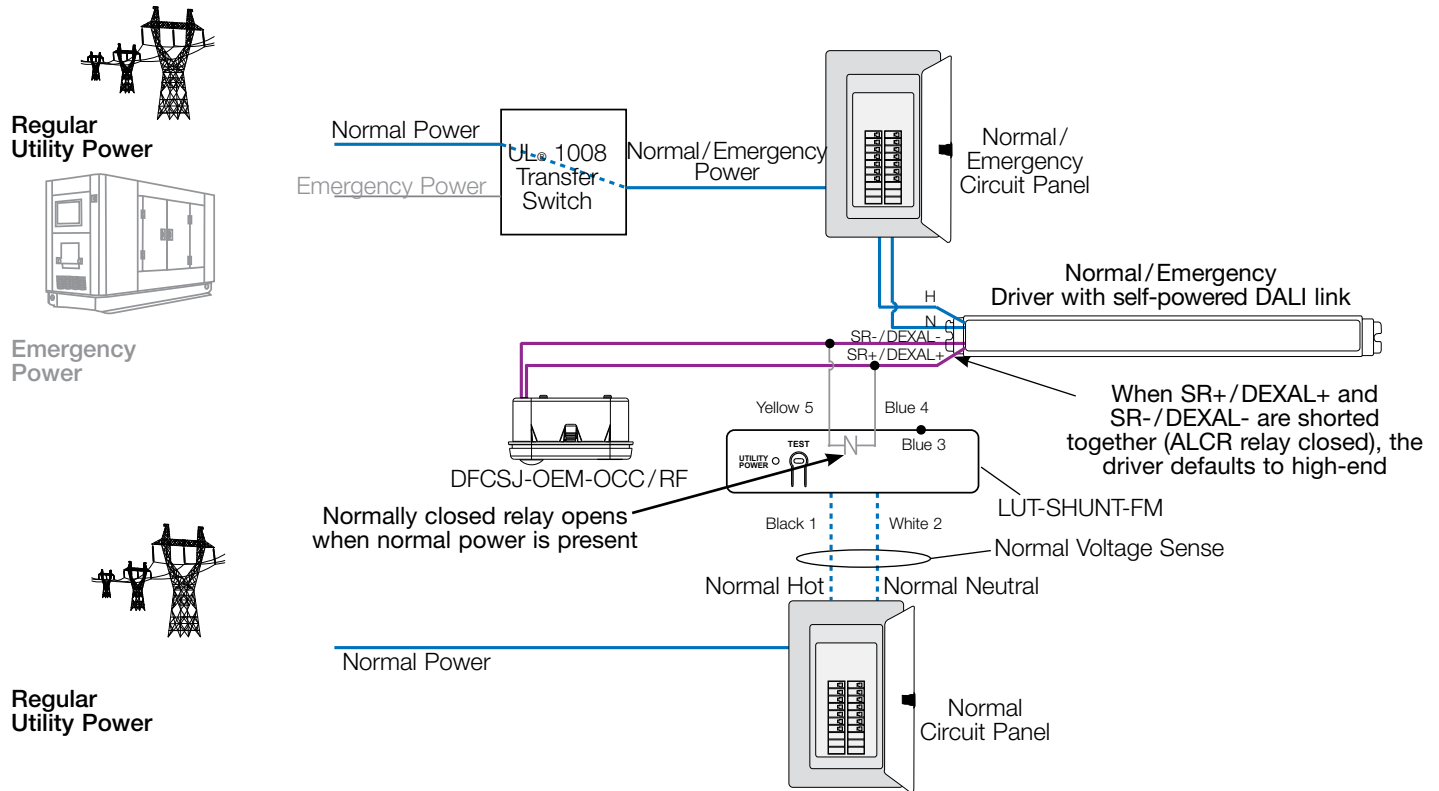 Regular
Utility Power
Normal Power
Emergency Power
UL® 1008
Transfer
Switch
Normal/Emergency
Power
Normal/
Emergency
Circuit Panel
Emergency
Power
Normal/Emergency
Driver with self-powered DALI link
H
N
SR-/DEXAL-
SR+/DEXAL+
When SR+/DEXAL+ and
SR-/DEXAL- are shorted
together (ALCR relay closed), the
driver defaults to high-end
Yellow 5
Blue 4
Blue 3
TEST
UTILITY
POWER
N
DFCSJ-OEM-OCC/RF
LUT-SHUNT-FM
Normally closed relay opens
when normal power is present
Black 1
White 2
Normal Voltage Sense
Normal Hot
Normal Neutral
Normal Power
Regular
Utility Power
Normal
Circuit Panel